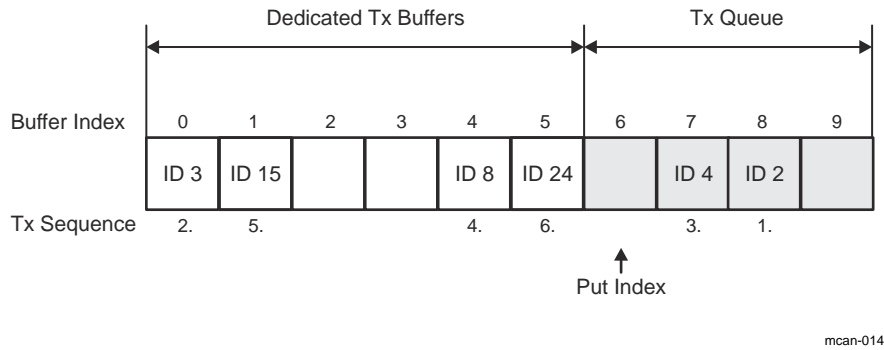 Dedicated Tx Buffers Tx Queue
Buffer Index 0 1 2 3 4 5 6 7 8 9
ID 3 ID 15 ID 8 ID 24 ID 4 ID 2
Tx Sequence 2. 5. 4. 6. 3. 1.
Put Index
mcan-014